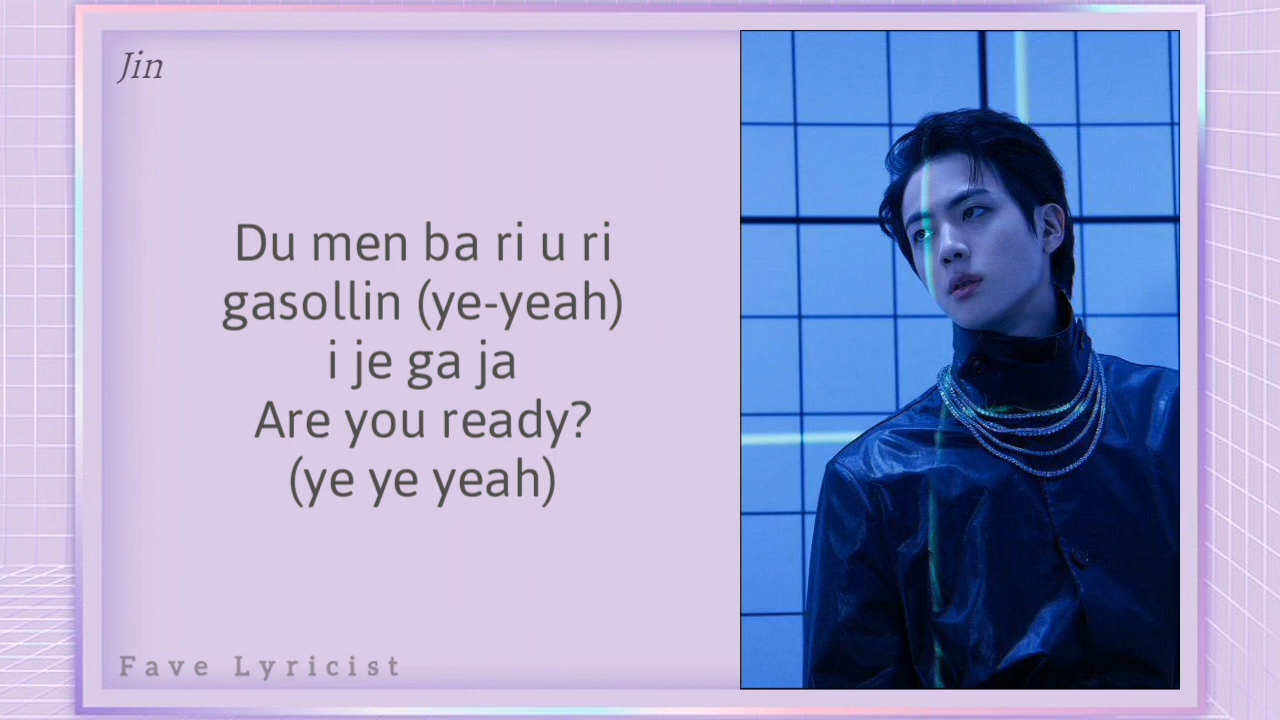 Jin
Du men ba ri u ri
gasollin (ye-yeah)
i je ga ja
Are you ready?
(ye ye yeah)
Fave Lyricist